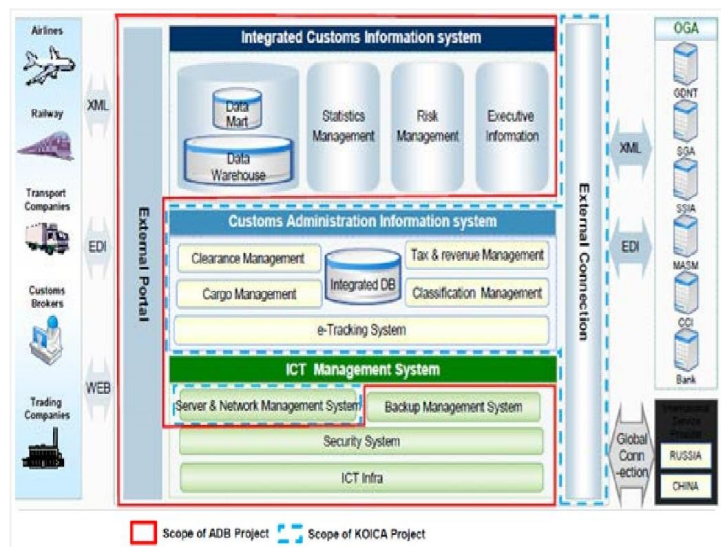 Airlines
Railway
Transport
Companies
Customs
Brokers
Trading
Companies
XML
EDI
WEB
External Portal
Integrated Customs Information system
Data
Mart
Data
Warehouse
Statistics
Management
Risk
Management
Executive
Information
Customs Administration Information system
Clearance Management
Cargo Management
Integrated DB
Tax & revenue Management
Classification Management
e-Tracking System
ICT Management System
Server & Network Management System
Backup Management System
Security System
ICT Infra
External Connection
XML
EDI
Global
Conn
-ection
OGA
GDNT
SGA
SSIA
MASM
CCI
Bank
International
Service
RUSSIA
CHINA
Scope of ADB Project
Scope of KOICA Project